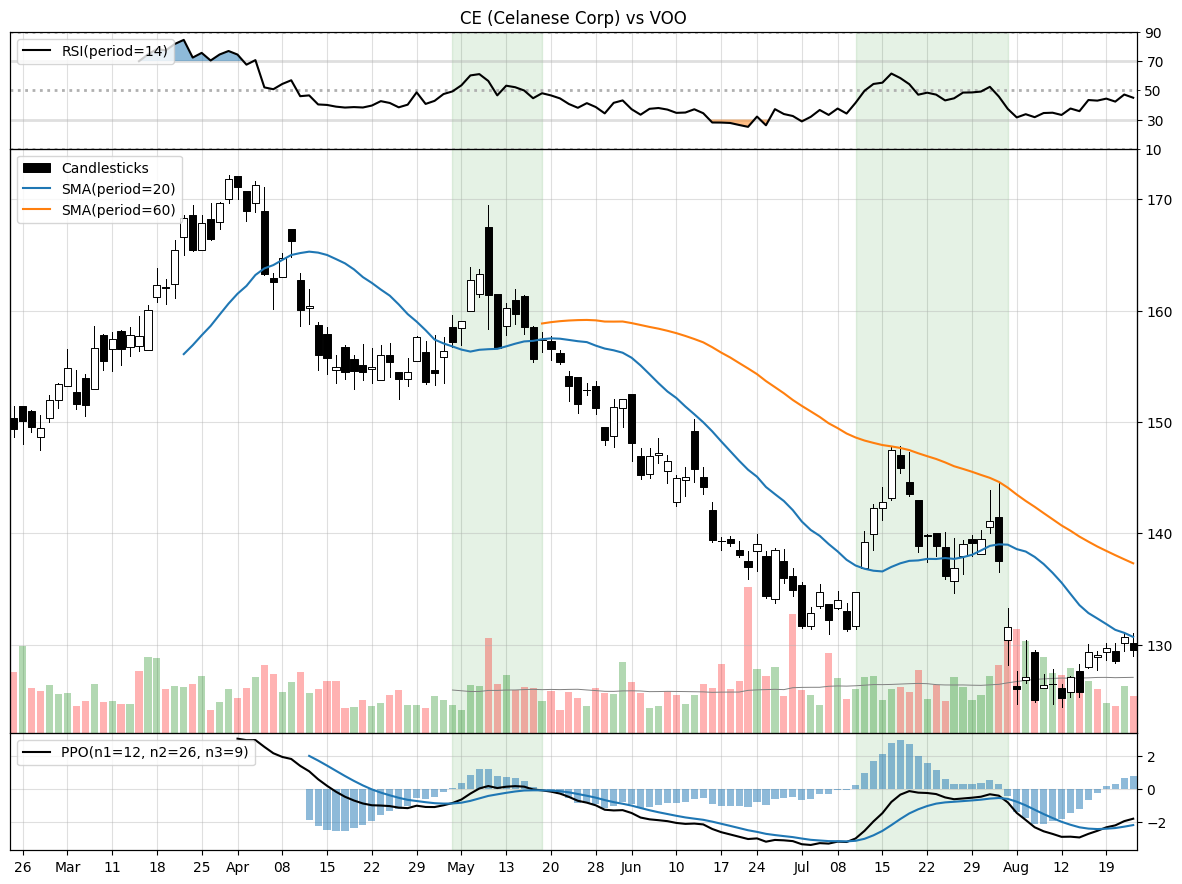 CE (Celanese Corp) vs VOO
RSI(period=14)
90
70
50
30
10
Candlesticks
SMA(period=20)
SMA(period=60)
170
160
150
140
130
PPO(n1=12, n2=26, n3=9)
2
0
−2
26 Mar 11 18 25 Apr 08 15 22 29 May 13 20 28 Jun 10 17 24 Jul 08 15 22 29 Aug 12 19